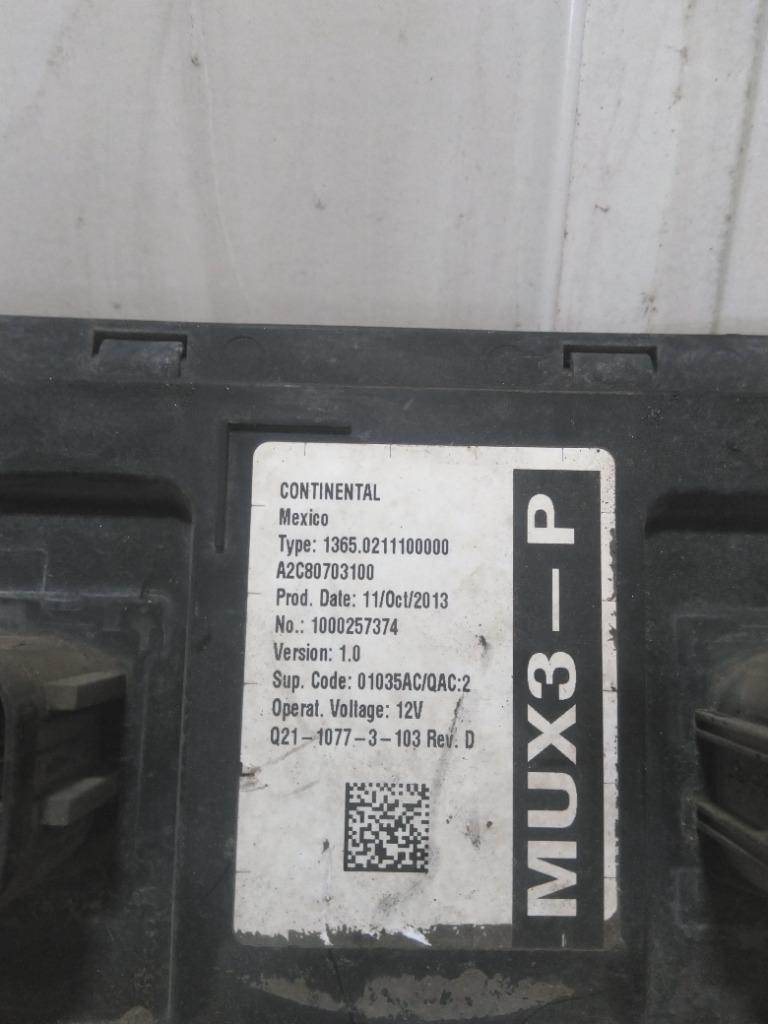 CONTINENTAL
Mexico
Type: 1365.0211100000
A2C80703100
Prod. Date: 11/Oct/2013
No.: 1000257374
Version: 1.0
Sup. Code: 01035AC/QAC:2
Operat. Voltage: 12V
Q21-1077-3-103 Rev. D
MUX3-P